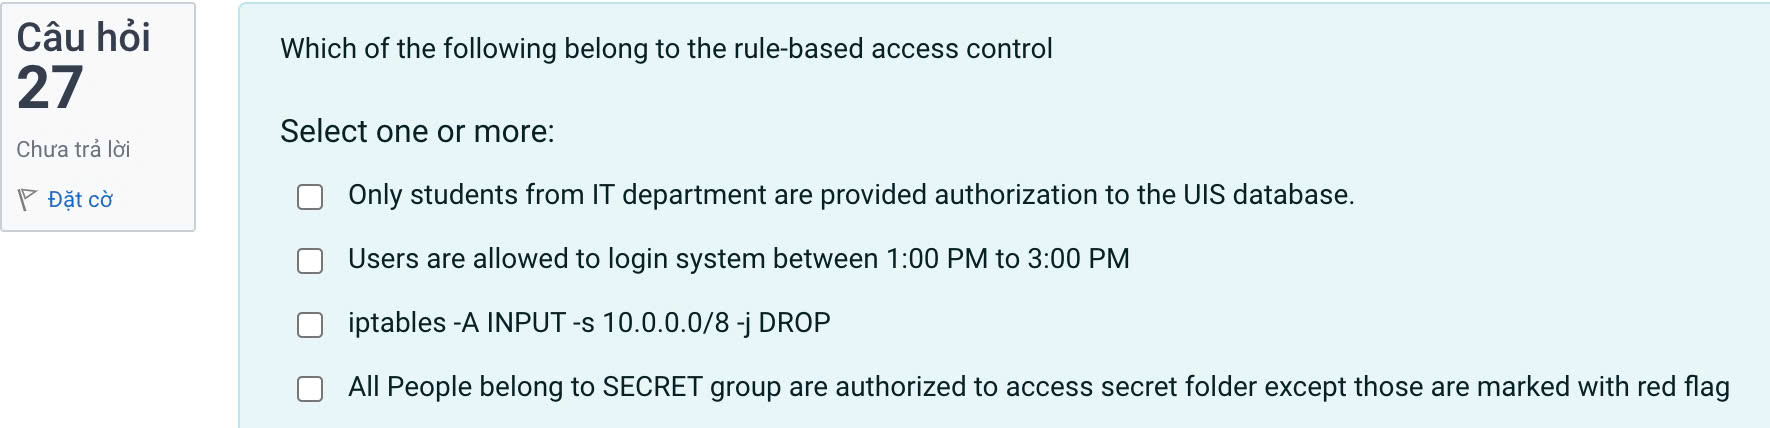 Câu hỏi
27
Chưa trả lời
Đặt cờ
Which of the following belong to the rule-based access control
Select one or more:
Only students from IT department are provided authorization to the UIS database.
Users are allowed to login system between 1:00 PM to 3:00 PM
iptables -A INPUT -s 10.0.0.0/8 -j DROP
All People belong to SECRET group are authorized to access secret folder except those are marked with red flag